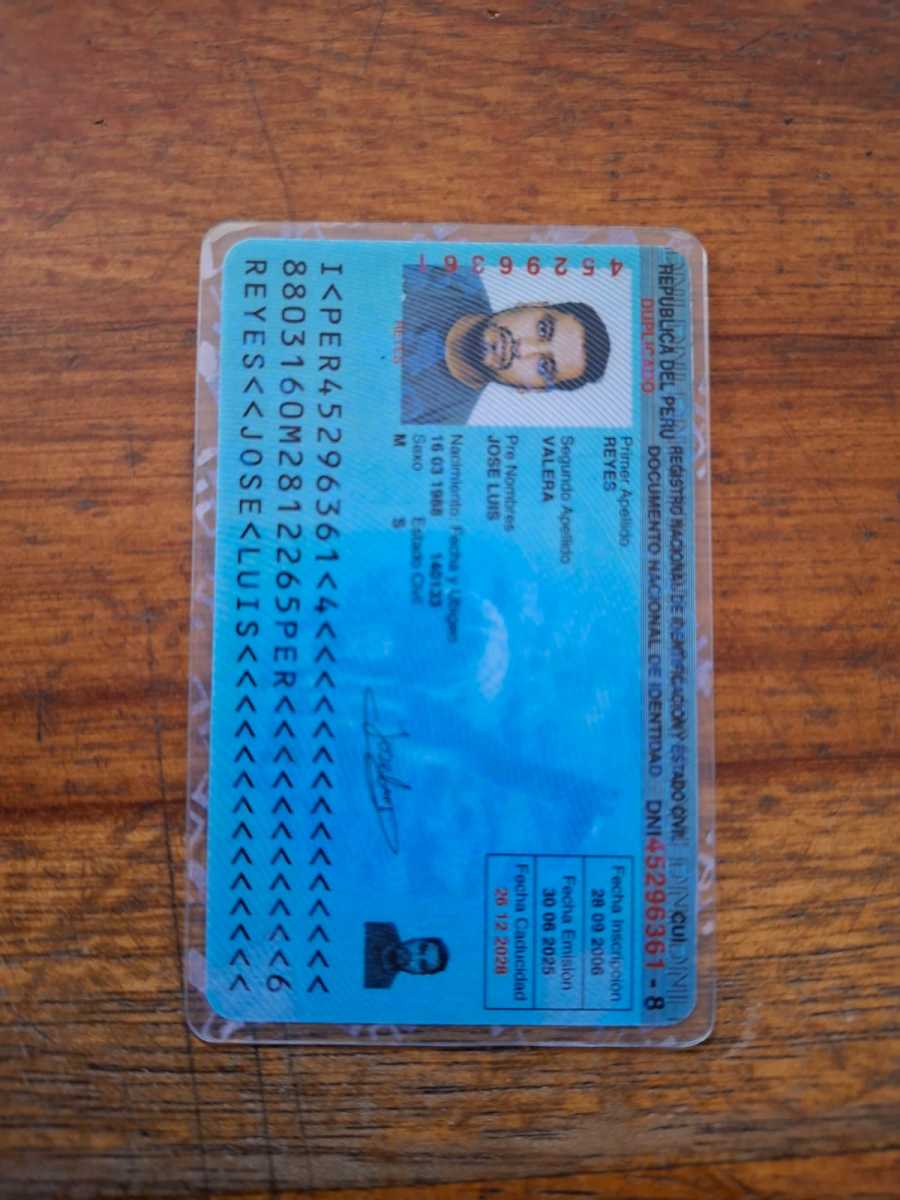 REPUBLICA DEL PERU REGISTRO NACIONAL DE IDENTIFICACION Y ESTADO CIVIL CUI
DUPLICADO DOCUMENTO NACIONAL DE IDENTIDAD DNI 45296361 - 8
45296361
Primer Apellido
REYES
Segundo Apellido
VALERA
Pre Nombres
JOSE LUIS
Nacimiento: Fecha y Ubigeo
16 03 1988 140133
Sexo Estado Civil
M S
Fecha Inscripción
28 09 2006
Fecha Emisión
30 06 2025
Fecha Caducidad
26 12 2028
I<PER45296361<4<<<<<<<<<<<<<<<
8803160M2812265PER<<<<<<<<<<<6
REYES<<JOSE<LUIS<<<<<<<<<<<<<<